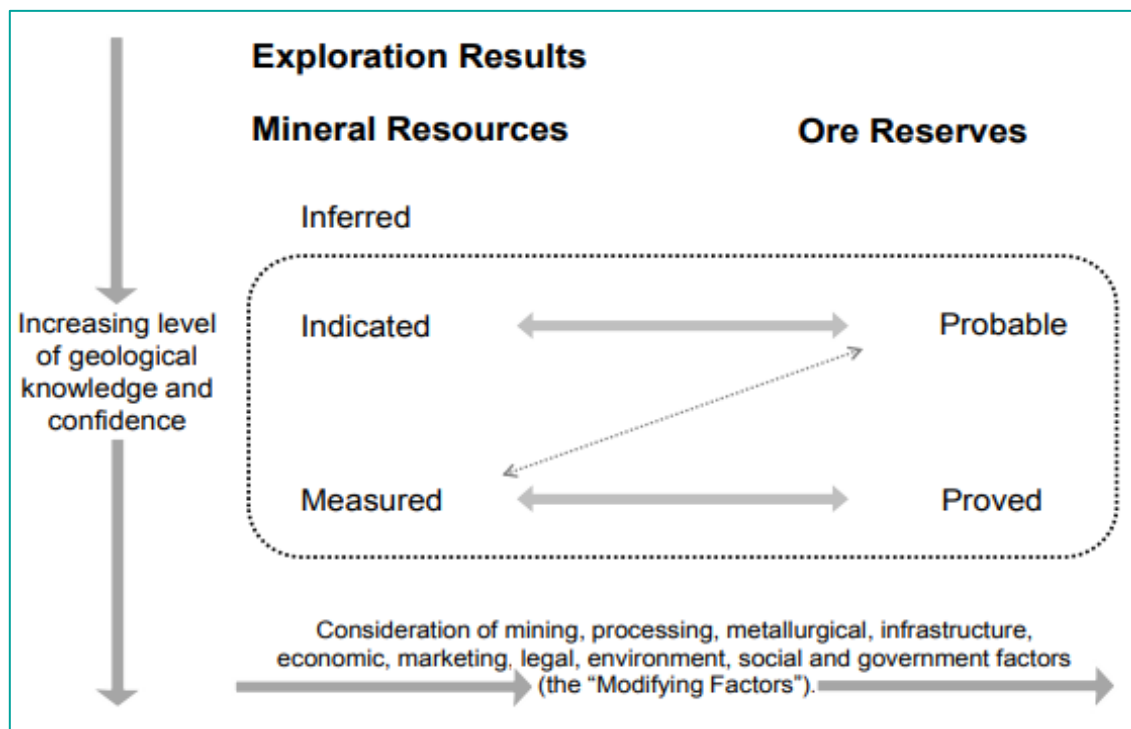 Exploration Results
Mineral Resources
Ore Reserves
Inferred
Increasing level
of geological
knowledge and
confidence
Indicated
Probable
Measured
Proved
Consideration of mining, processing, metallurgical, infrastructure,
economic, marketing, legal, environment, social and government factors
(the “Modifying Factors”).